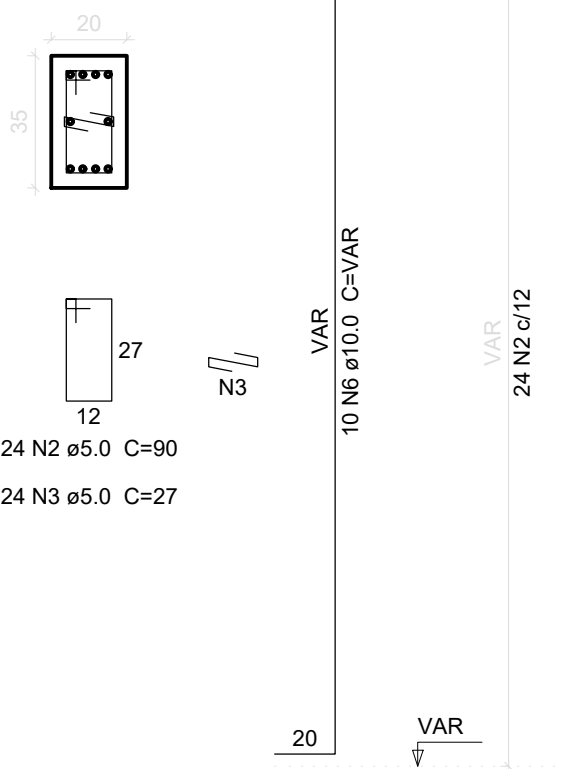 20
35
27
12
N3
24 N2 ø5.0 C=90
24 N3 ø5.0 C=27
VAR
10 N6 ø10.0 C=VAR
VAR
24 N2 c/12
20
VAR